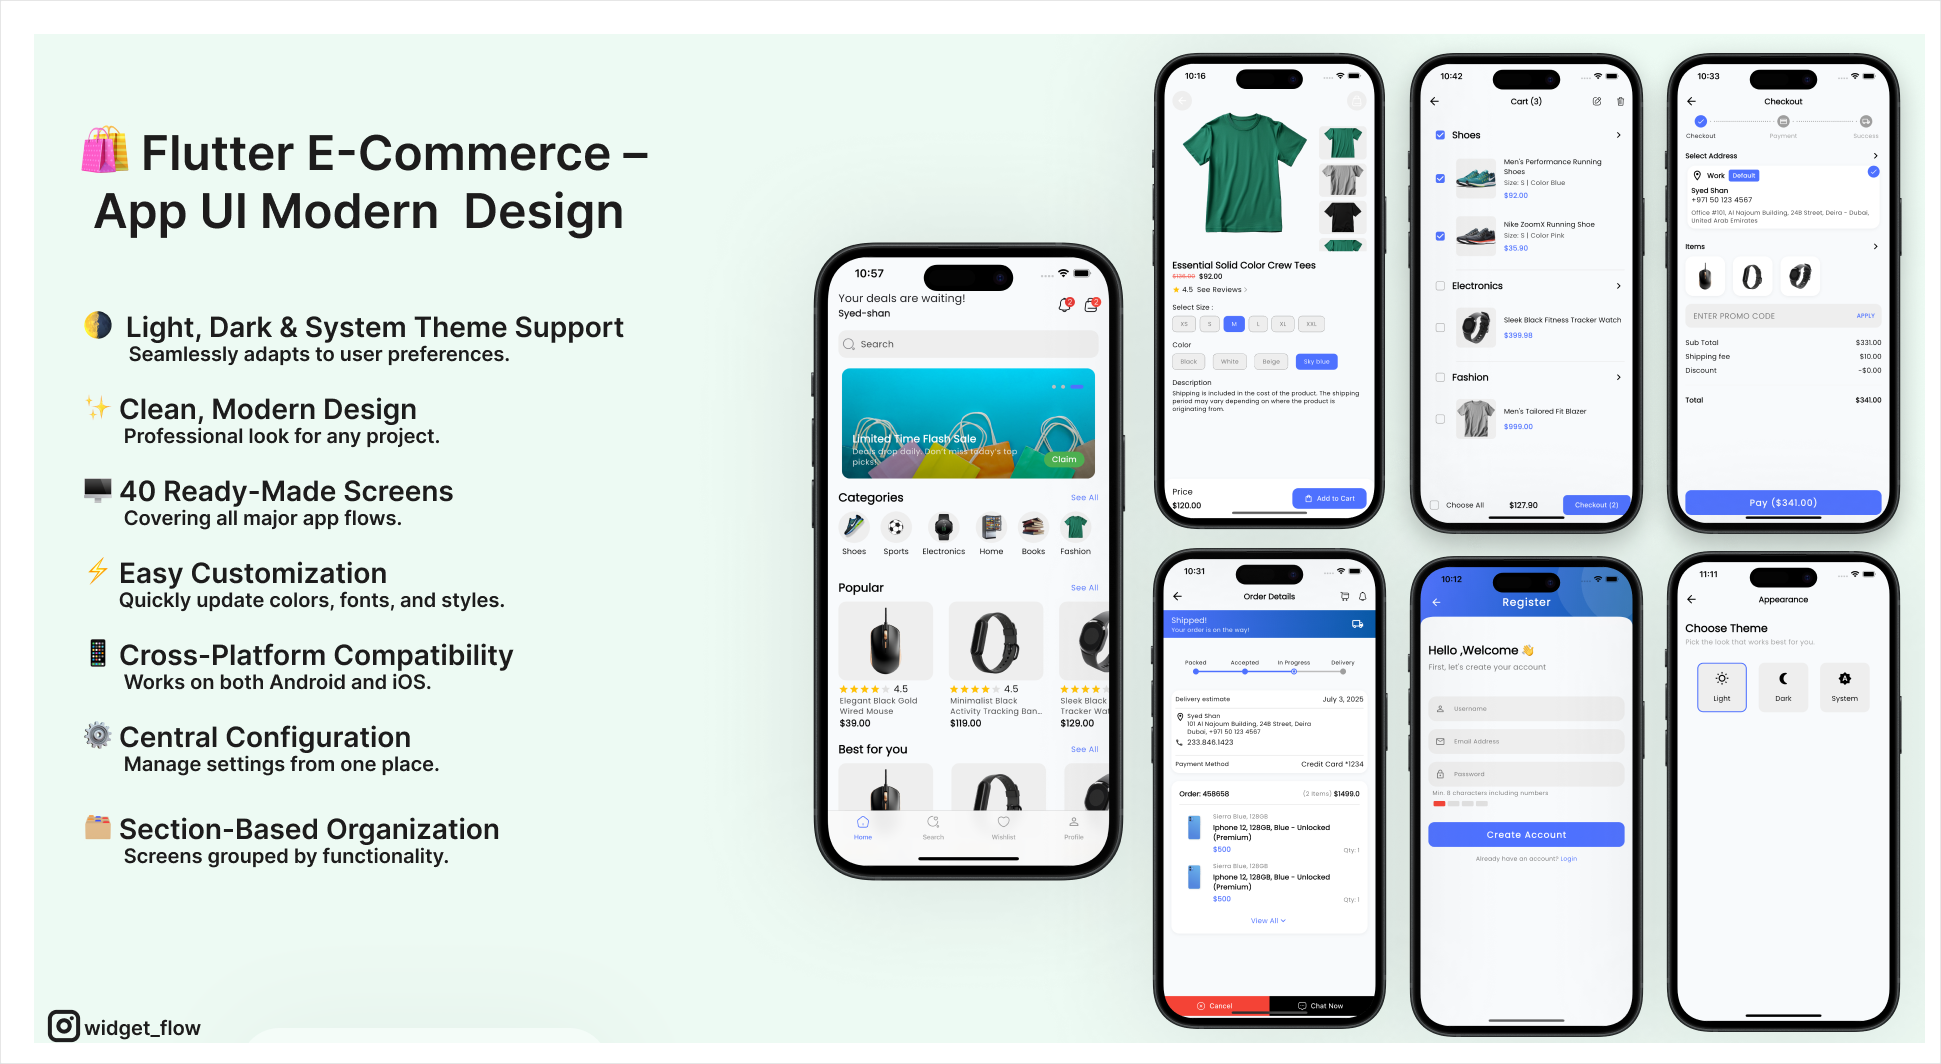 🛍️ Flutter E-Commerce –
App UI Modern  Design
Light, Dark & System Theme Support
Seamlessly adapts to user preferences.
Clean, Modern Design
Professional look for any project.
40 Ready-Made Screens
Covering all major app flows.
Easy Customization
Quickly update colors, fonts, and styles.
Cross-Platform Compatibility
Works on both Android and iOS.
Central Configuration
Manage settings from one place.
Section-Based Organization
Screens grouped by functionality.
widget_flow
10:57
Your deals are waiting!
Syed-shan
2
2
Search
Limited Time Flash Sale
Deals drop daily. Don't miss today's top
picks!
Claim
Categories
See All
Shoes Sports Electronics Home Books Fashion
Popular
See All
4.5
4.5
Elegant Black Gold
Wired Mouse
$39.00
Minimalist Black
Activity Tracking Ban...
$119.00
Sleek Black
Tracker Wat
$129.00
Best for you
See All
Home Search Wishlist Profile
10:16
Essential Solid Color Crew Tees
$136.00 $92.00
4.5 See Reviews
Select Size :
XS S M L XL XXL
Color
Black White Beige Sky blue
Description
Shipping is included in the cost of the product. The shipping
period may vary depending on where the product is
originating from.
Price
$120.00
Add to Cart
10:42
Cart (3)
Shoes
Men's Performance Running
Shoes
Size: S | Color Blue
$92.00
Nike ZoomX Running Shoe
Size: S | Color Pink
$35.90
Electronics
Sleek Black Fitness Tracker Watch
$399.98
Fashion
Men's Tailored Fit Blazer
$999.00
Choose All
$127.90
Checkout (2)
10:33
Checkout
Checkout Payment Success
Select Address
Work Default
Syed Shan
+971 50 123 4567
Office #101, Al Najoum Building, 24B Street, Deira - Dubai,
United Arab Emirates
Items
ENTER PROMO CODE
APPLY
Sub Total $331.00
Shipping fee $10.00
Discount -$0.00
Total $341.00
Pay ($341.00)
10:31
Order Details
Shipped!
Your order is on the way!
Packed Accepted In Progress Delivery
Delivery estimate July 3, 2025
Syed Shan
101 Al Najoum Building, 24B Street, Deira
Dubai, +971 50 123 4567
233.846.1423
Payment Method Credit Card *1234
Order: 458658 (2 Items) $1499.0
Sierra Blue, 128GB
Iphone 12, 128GB, Blue - Unlocked
(Premium)
$500 Qty: 1
Sierra Blue, 128GB
Iphone 12, 128GB, Blue - Unlocked
(Premium)
$500 Qty: 1
View All
Cancel
Chat Now
10:12
Register
Hello ,Welcome 👋
First, let's create your account
Username
Email Address
Password
Min. 8 characters including numbers
Create Account
Already have an account? Login
11:11
Appearance
Choose Theme
Pick the look that works best for you.
Light Dark System